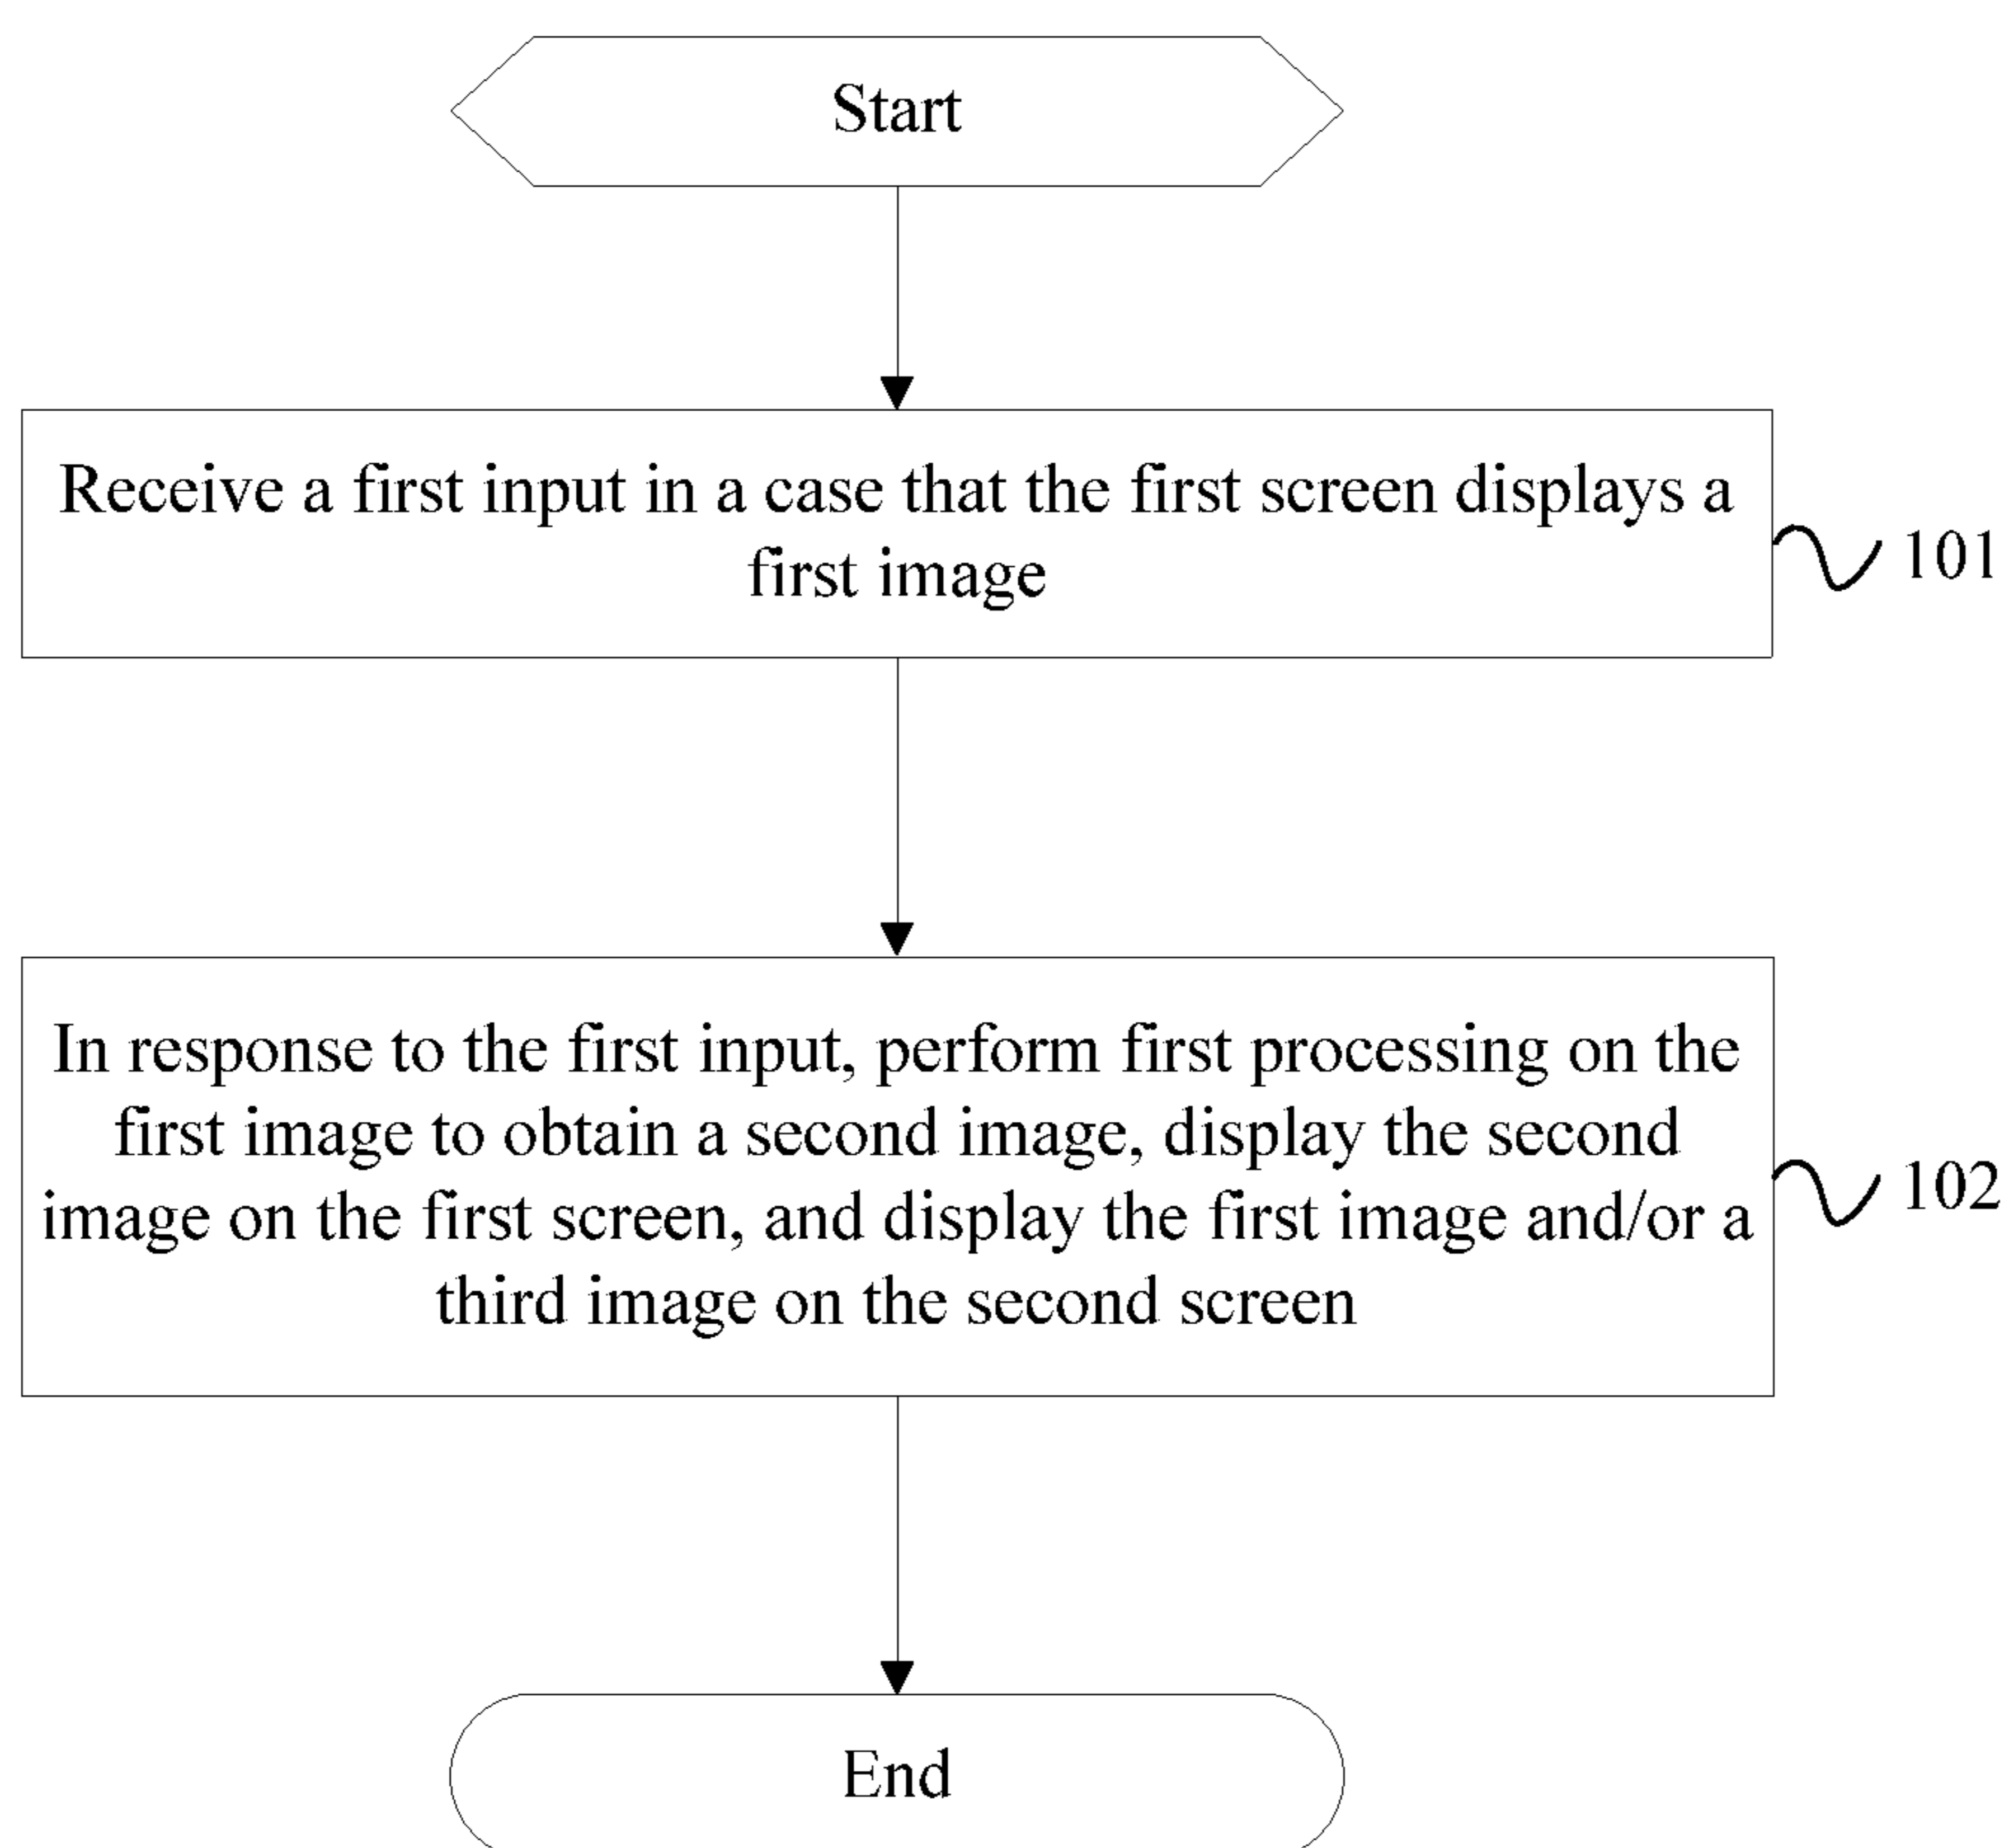 Start
Receive a first input in a case that the first screen displays a
first image
101
In response to the first input, perform first processing on the
first image to obtain a second image, display the second
image on the first screen, and display the first image and/or a
third image on the second screen
102
End